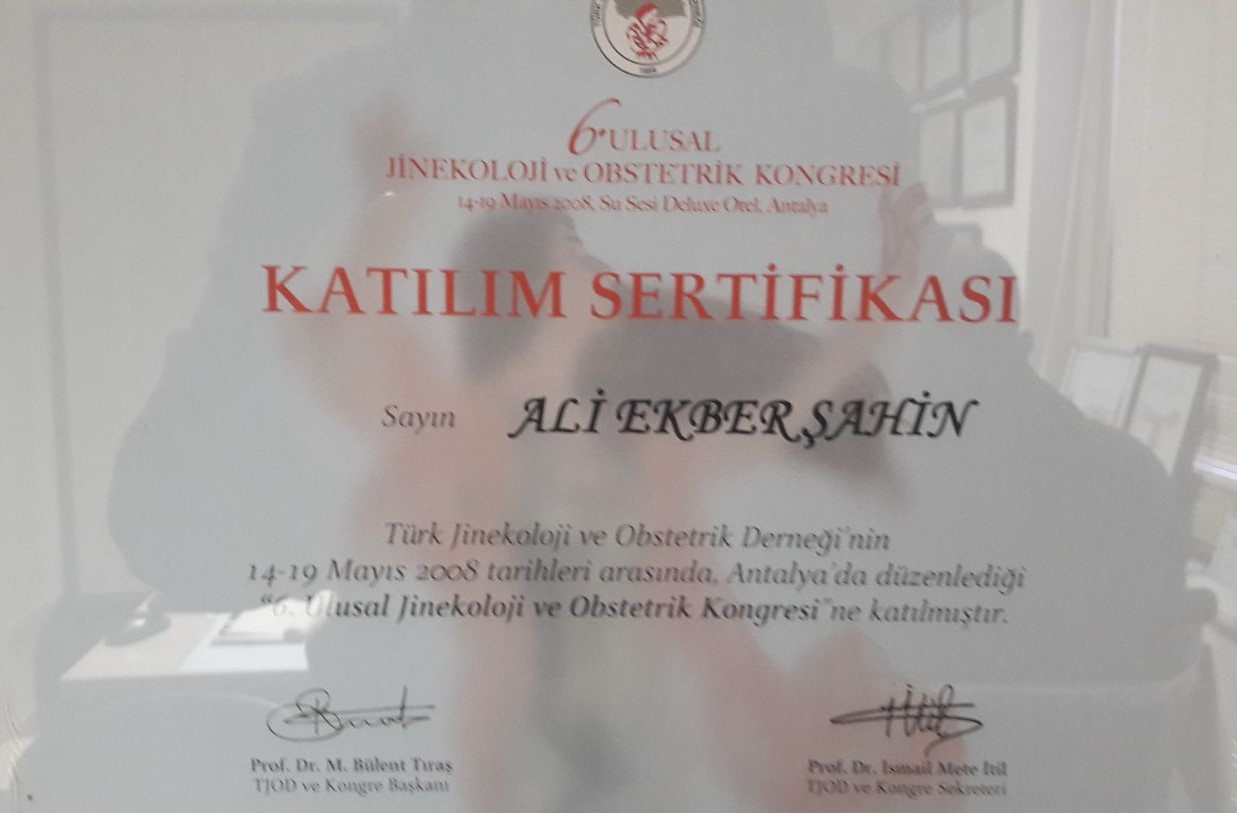 6. ULUSAL
JİNEKOLOJİ ve OBSTETRİK KONGRESİ
14-19 Mayıs 2008, Su Sesi Deluxe Otel, Antalya
KATILIM SERTİFİKASI
Sayın ALİ EKBER ŞAHİN
Türk Jinekoloji ve Obstetrik Derneği'nin
14-19 Mayıs 2008 tarihleri arasında, Antalya'da düzenlediği
"6. Ulusal Jinekoloji ve Obstetrik Kongresi"ne katılmıştır.
Prof. Dr. M. Bülent Tıraş Prof. Dr. İsmail Mete İtil
TJOD ve Kongre Başkanı TJOD ve Kongre Sekreteri